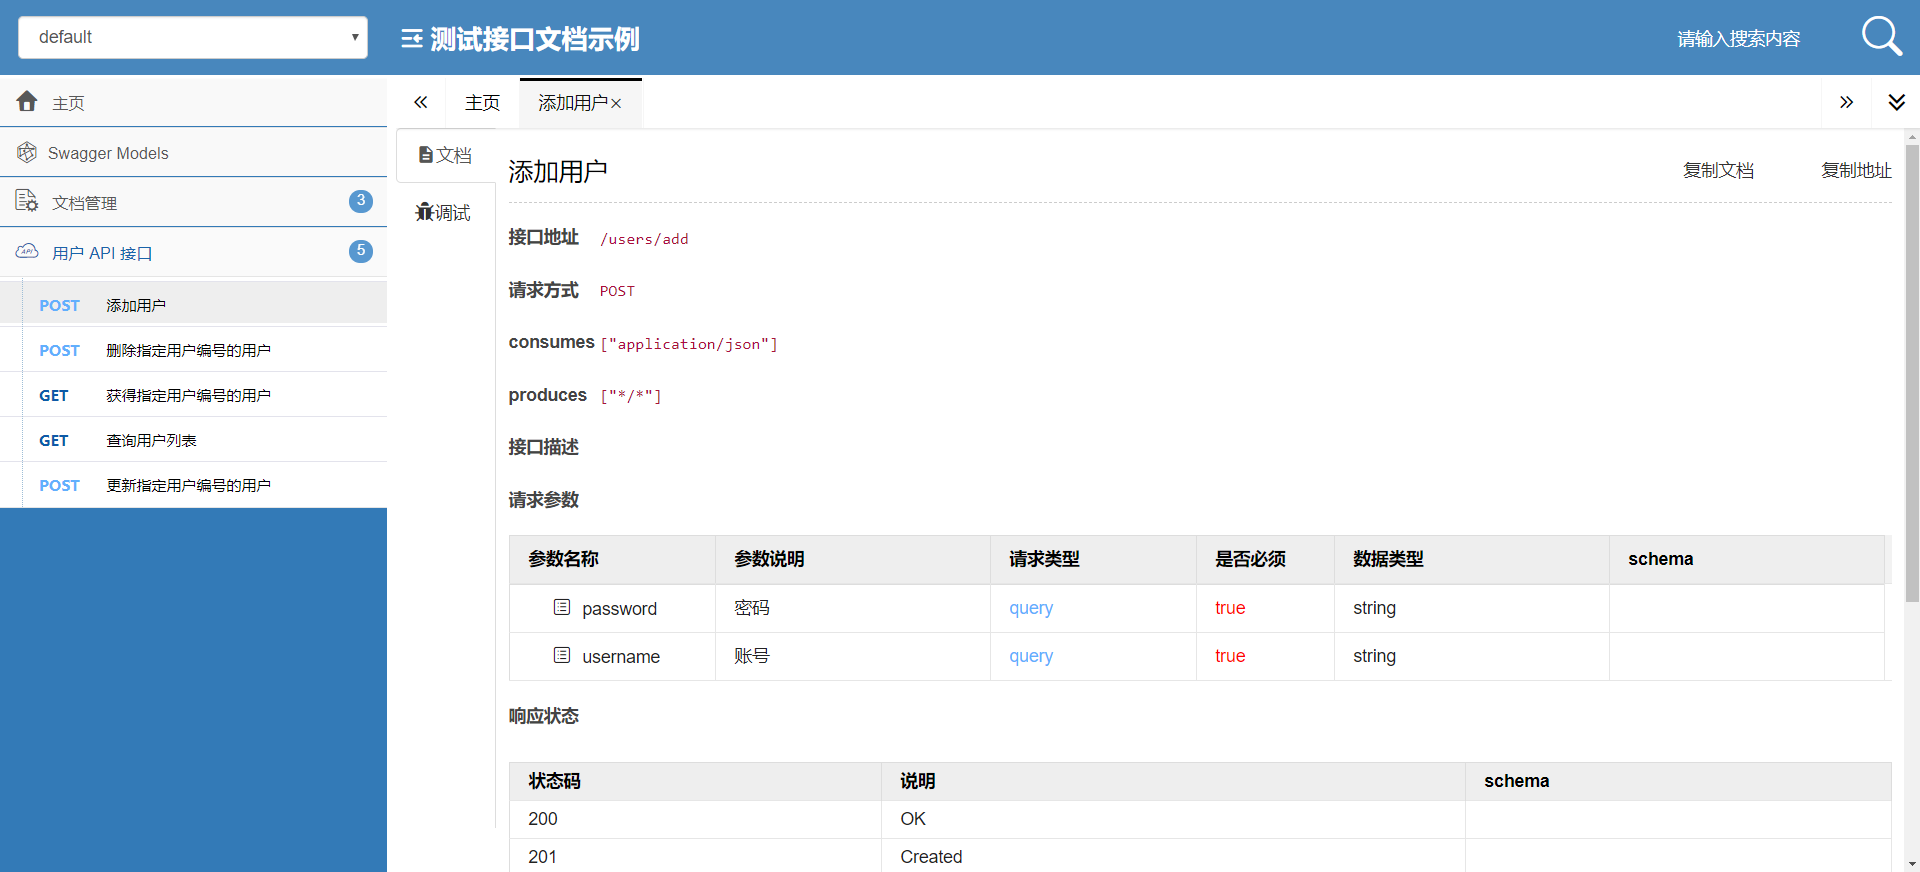 default
测试接口文档示例
请输入搜索内容
主页
Swagger Models
文档管理 3
用户 API 接口 5
POST 添加用户
POST 删除指定用户编号的用户
GET 获得指定用户编号的用户
GET 查询用户列表
POST 更新指定用户编号的用户
主页 添加用户×
文档
调试
添加用户 复制文档 复制地址
接口地址 /users/add
请求方式 POST
consumes ["application/json"]
produces ["*/*"]
接口描述
请求参数
参数名称 参数说明 请求类型 是否必须 数据类型 schema
password 密码 query true string
username 账号 query true string
响应状态
状态码 说明 schema
200 OK
201 Created